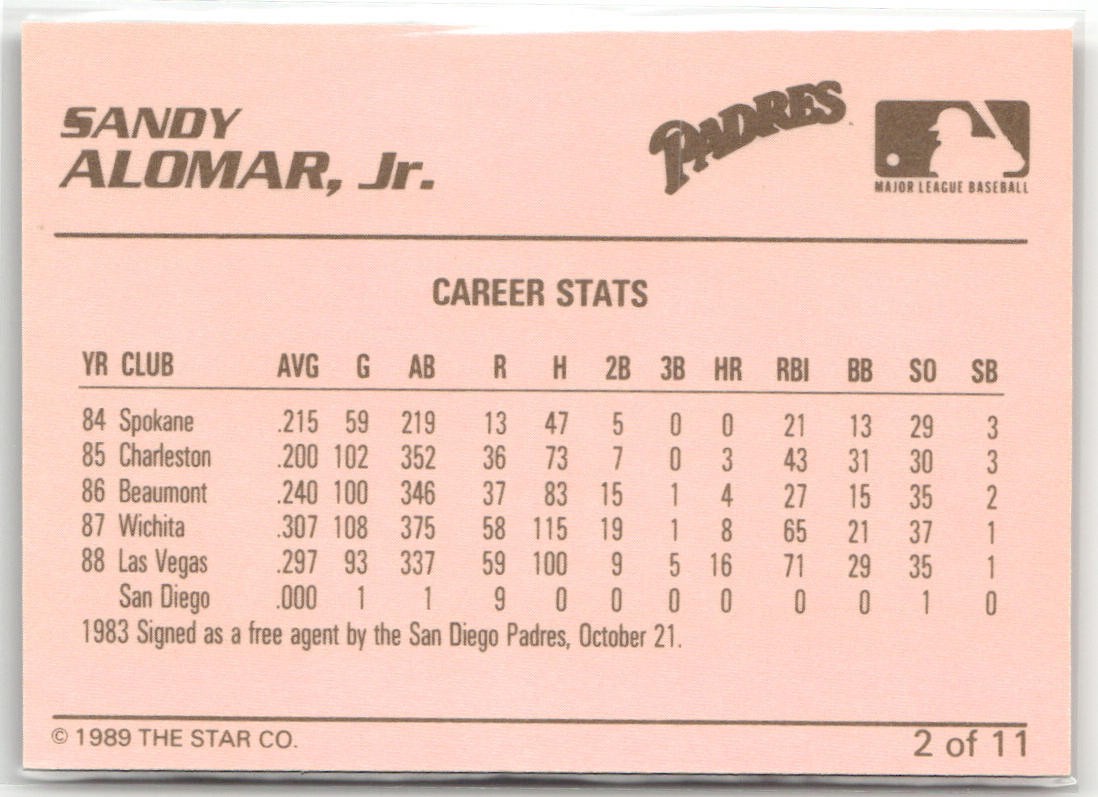 SANDY
ALOMAR, Jr.
PADRES
MAJOR LEAGUE BASEBALL
CAREER STATS
YR CLUB AVG G AB R H 2B 3B HR RBI BB SO SB
84 Spokane .215 59 219 13 47 5 0 0 21 13 29 3
85 Charleston .200 102 352 36 73 7 0 3 43 31 30 3
86 Beaumont .240 100 346 37 83 15 1 4 27 15 35 2
87 Wichita .307 108 375 58 115 19 1 8 65 21 37 1
88 Las Vegas .297 93 337 59 100 9 5 16 71 29 35 1
San Diego .000 1 1 9 0 0 0 0 0 0 1 0
1983 Signed as a free agent by the San Diego Padres, October 21.
© 1989 THE STAR CO.
2 of 11